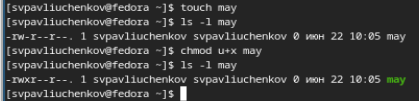 [svpavliuchenkov@fedora ~]$ touch may
[svpavliuchenkov@fedora ~]$ ls -l may
-rw-r--r--. 1 svpavliuchenkov svpavliuchenkov 0 июн 22 10:05 may
[svpavliuchenkov@fedora ~]$ chmod u+x may
[svpavliuchenkov@fedora ~]$ ls -l may
-rwxr--r--. 1 svpavliuchenkov svpavliuchenkov 0 июн 22 10:05 may
[svpavliuchenkov@fedora ~]$